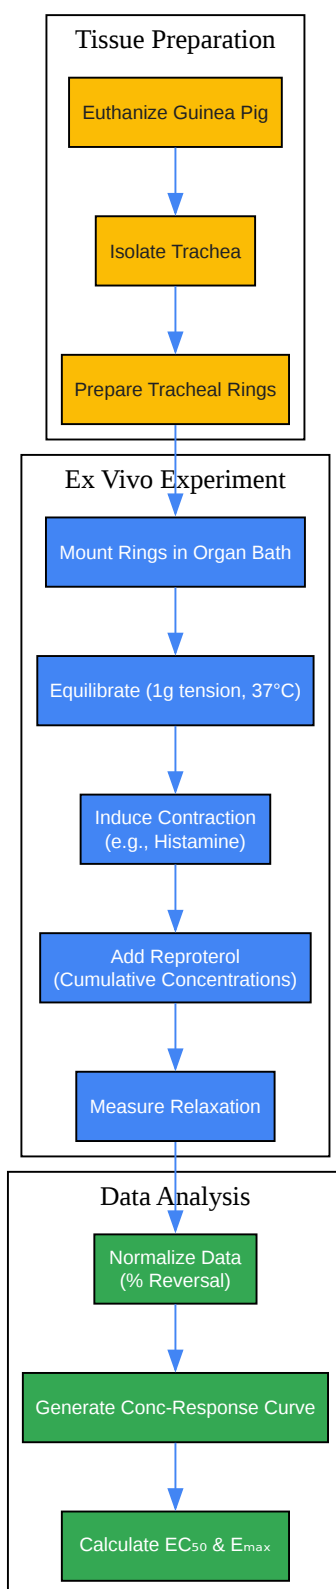 Tissue Preparation
Euthanize Guinea Pig
Isolate Trachea
Prepare Tracheal Rings
Ex Vivo Experiment
Mount Rings in Organ Bath
Equilibrate (1g tension, 37°C)
Induce Contraction
(e.g., Histamine)
Add Reproterol
(Cumulative Concentrations)
Measure Relaxation
Data Analysis
Normalize Data
(% Reversal)
Generate Conc-Response Curve
Calculate EC₅₀ & Eₘₐₓ